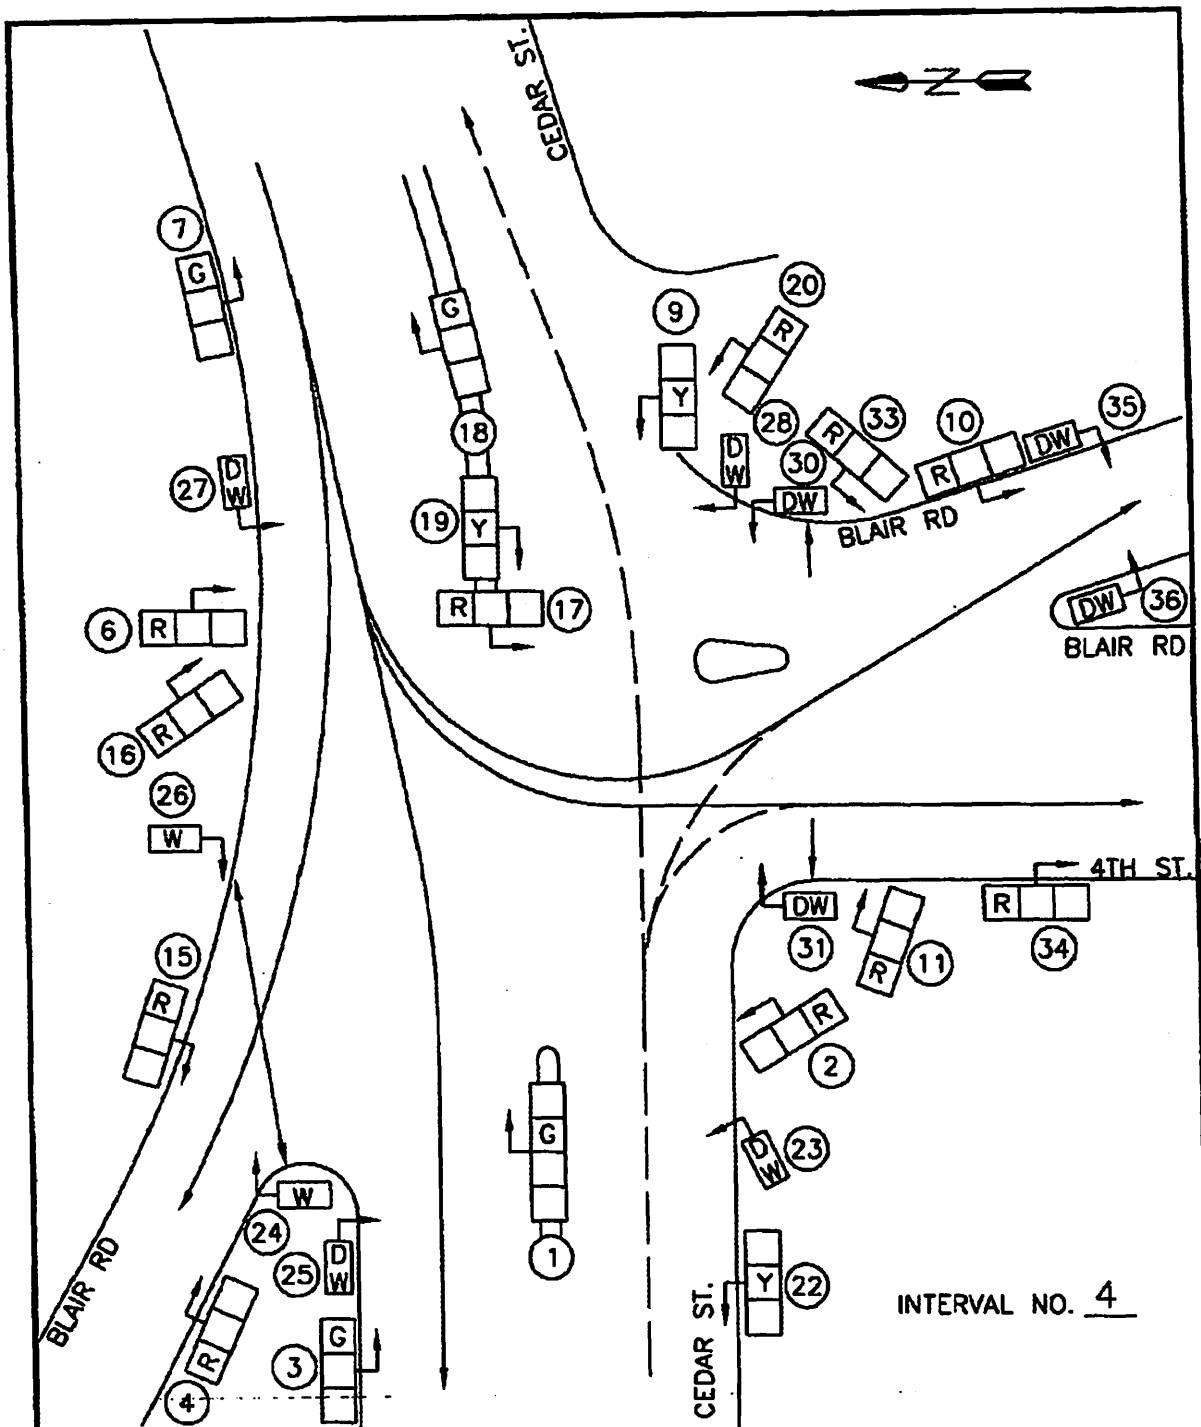 CEDAR ST.
N
7
G
20
9
R
G
Y
28
33
10
35
18
D
W
30
R
R
DW
27
D
W
DW
BLAIR RD
19
Y
6
R
R
17
DW
36
BLAIR RD
16
R
26
W
4TH ST.
15
DW
R
34
R
31
R
11
R
2
G
D
W
23
24
W
25
D
W
1
Y
22
BLAIR RD
G
CEDAR ST.
INTERVAL NO. 4
R
3
4